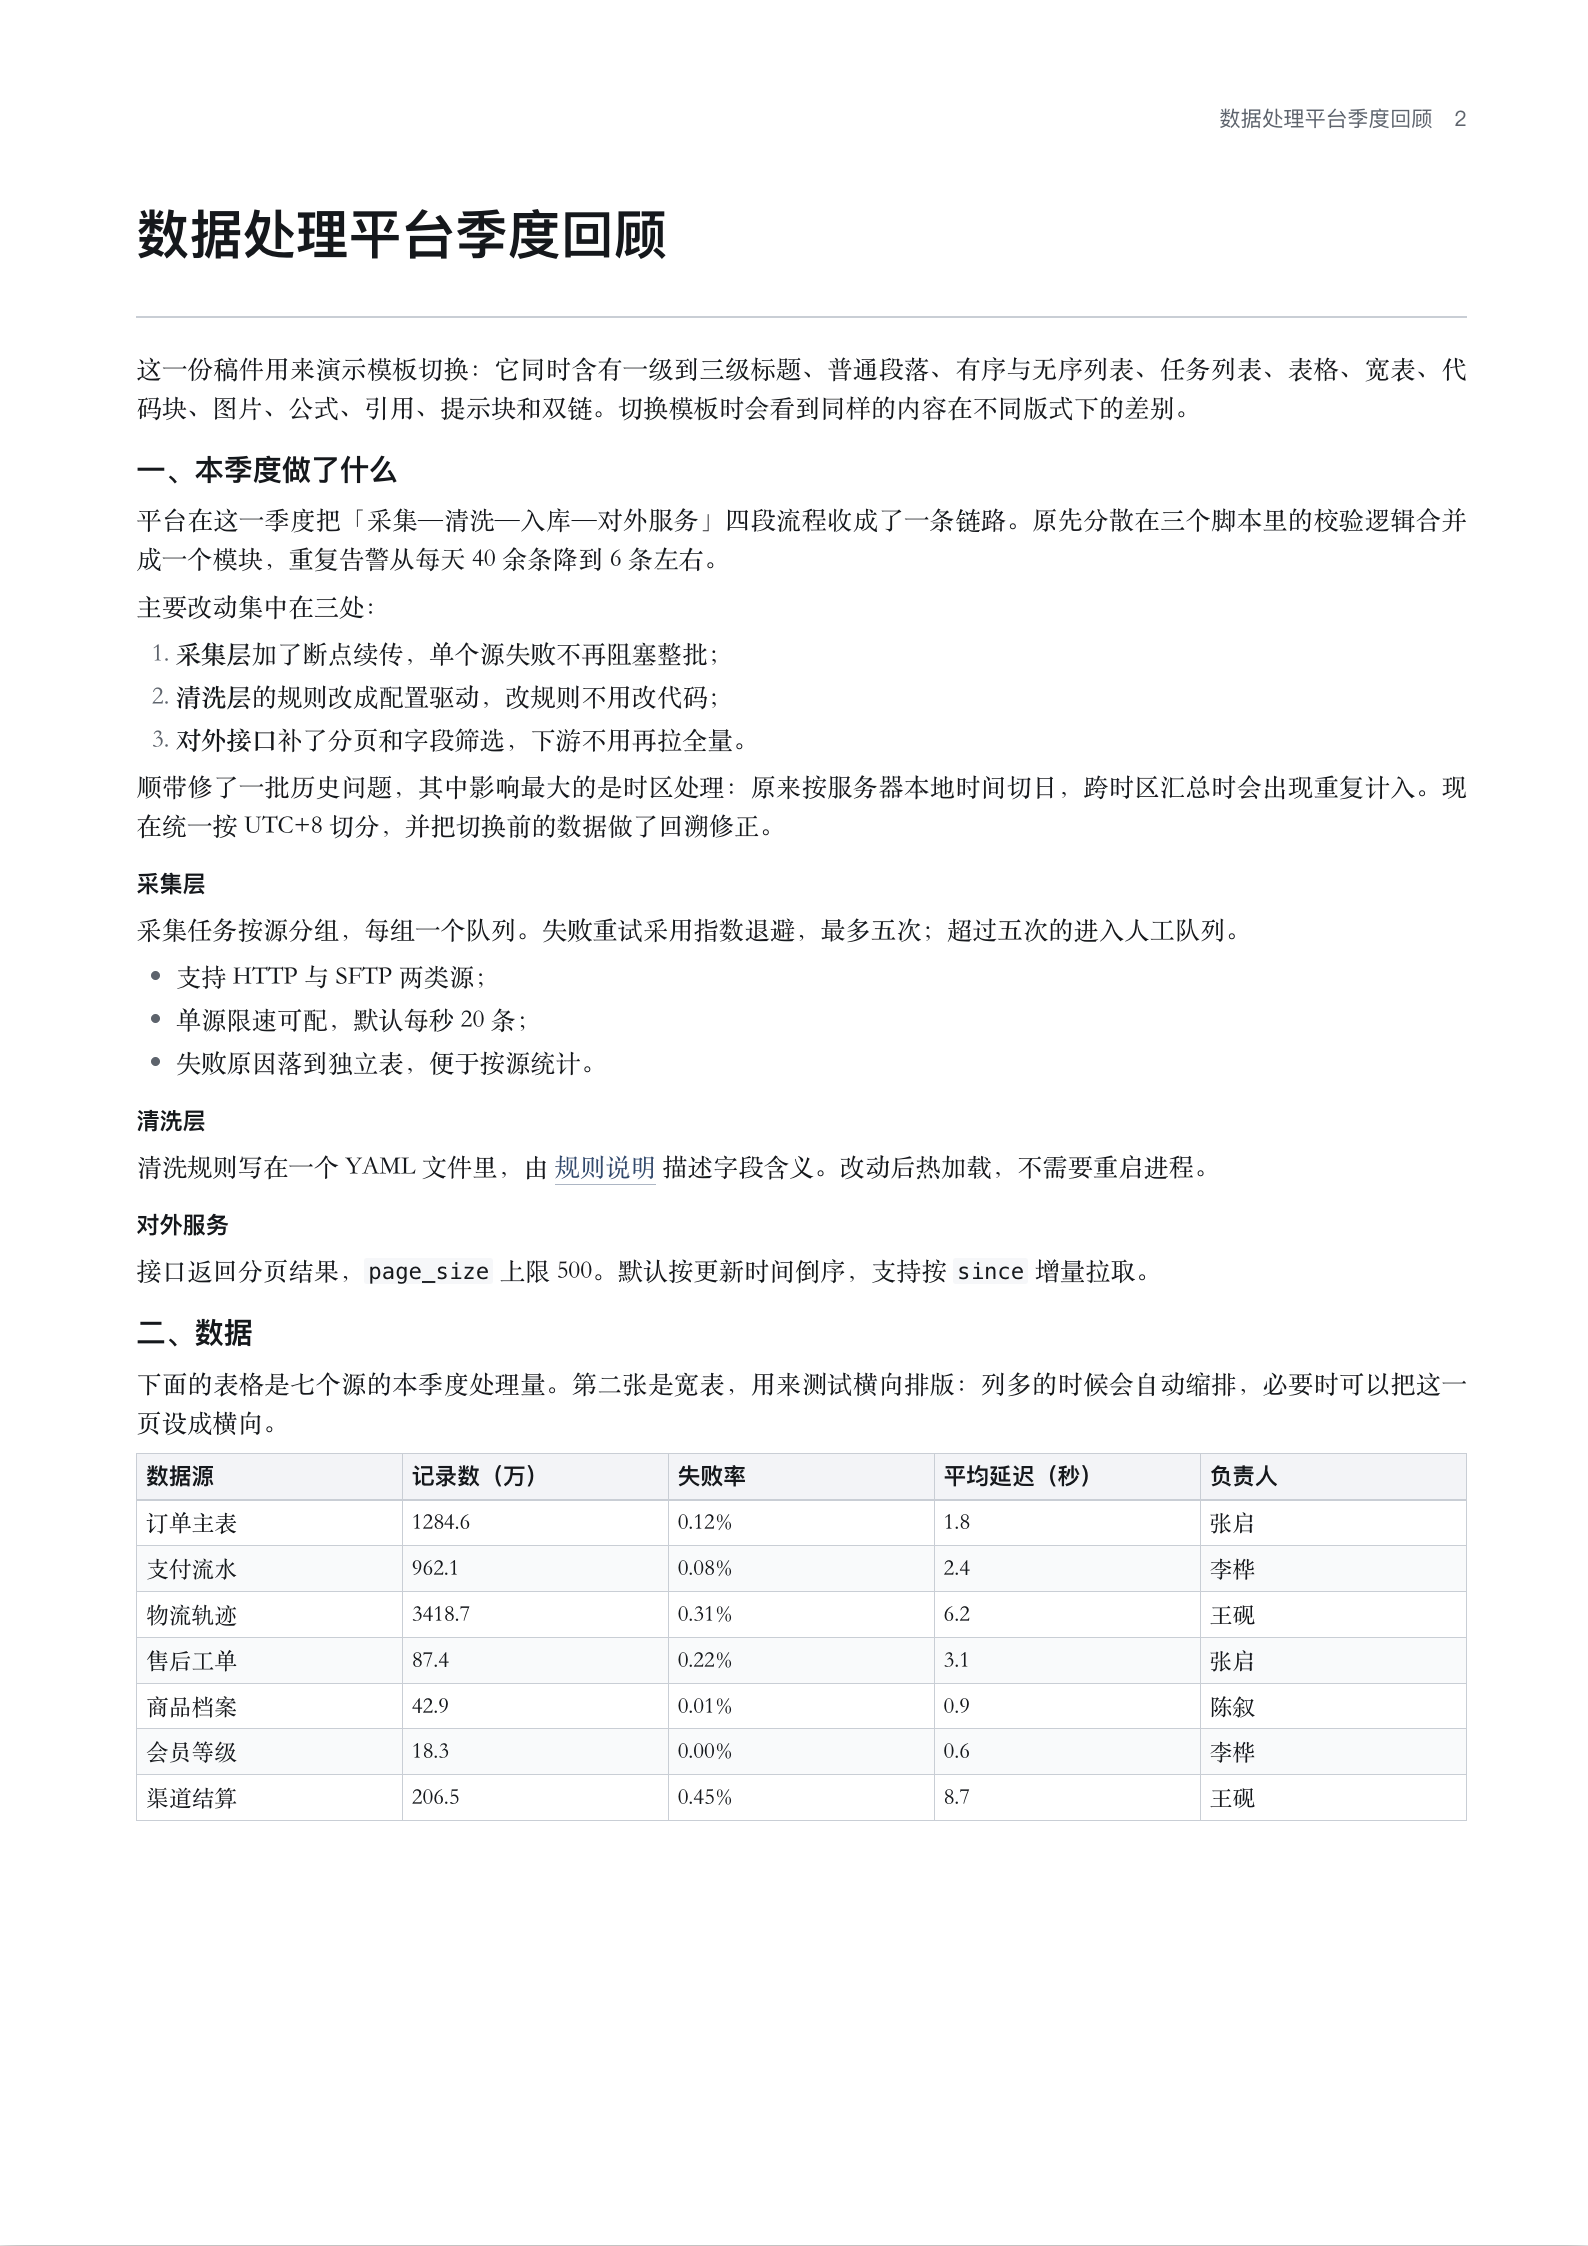 数据处理平台季度回顾 2
数据处理平台季度回顾
这一份稿件用来演示模板切换：它同时含有一级到三级标题、普通段落、有序与无序列表、任务列表、表格、宽表、代
码块、图片、公式、引用、提示块和双链。切换模板时会看到同样的内容在不同版式下的差别。
一、本季度做了什么
平台在这一季度把「采集—清洗—入库—对外服务」四段流程收成了一条链路。原先分散在三个脚本里的校验逻辑合并
成一个模块，重复告警从每天 40 余条降到 6 条左右。
主要改动集中在三处：
1. 采集层加了断点续传，单个源失败不再阻塞整批；
2. 清洗层的规则改成配置驱动，改规则不用改代码；
3. 对外接口补了分页和字段筛选，下游不用再拉全量。
顺带修了一批历史问题，其中影响最大的是时区处理：原来按服务器本地时间切日，跨时区汇总时会出现重复计入。现
在统一按 UTC+8 切分，并把切换前的数据做了回溯修正。
采集层
采集任务按源分组，每组一个队列。失败重试采用指数退避，最多五次；超过五次的进入人工队列。
• 支持 HTTP 与 SFTP 两类源；
• 单源限速可配，默认每秒 20 条；
• 失败原因落到独立表，便于按源统计。
清洗层
清洗规则写在一个 YAML 文件里，由 规则说明 描述字段含义。改动后热加载，不需要重启进程。
对外服务
接口返回分页结果， page_size 上限 500。默认按更新时间倒序，支持按 since 增量拉取。
二、数据
下面的表格是七个源的本季度处理量。第二张是宽表，用来测试横向排版：列多的时候会自动缩排，必要时可以把这一
页设成横向。
数据源 记录数（万） 失败率 平均延迟（秒） 负责人
订单主表 1284.6 0.12% 1.8 张启
支付流水 962.1 0.08% 2.4 李桦
物流轨迹 3418.7 0.31% 6.2 王砚
售后工单 87.4 0.22% 3.1 张启
商品档案 42.9 0.01% 0.9 陈叙
会员等级 18.3 0.00% 0.6 李桦
渠道结算 206.5 0.45% 8.7 王砚